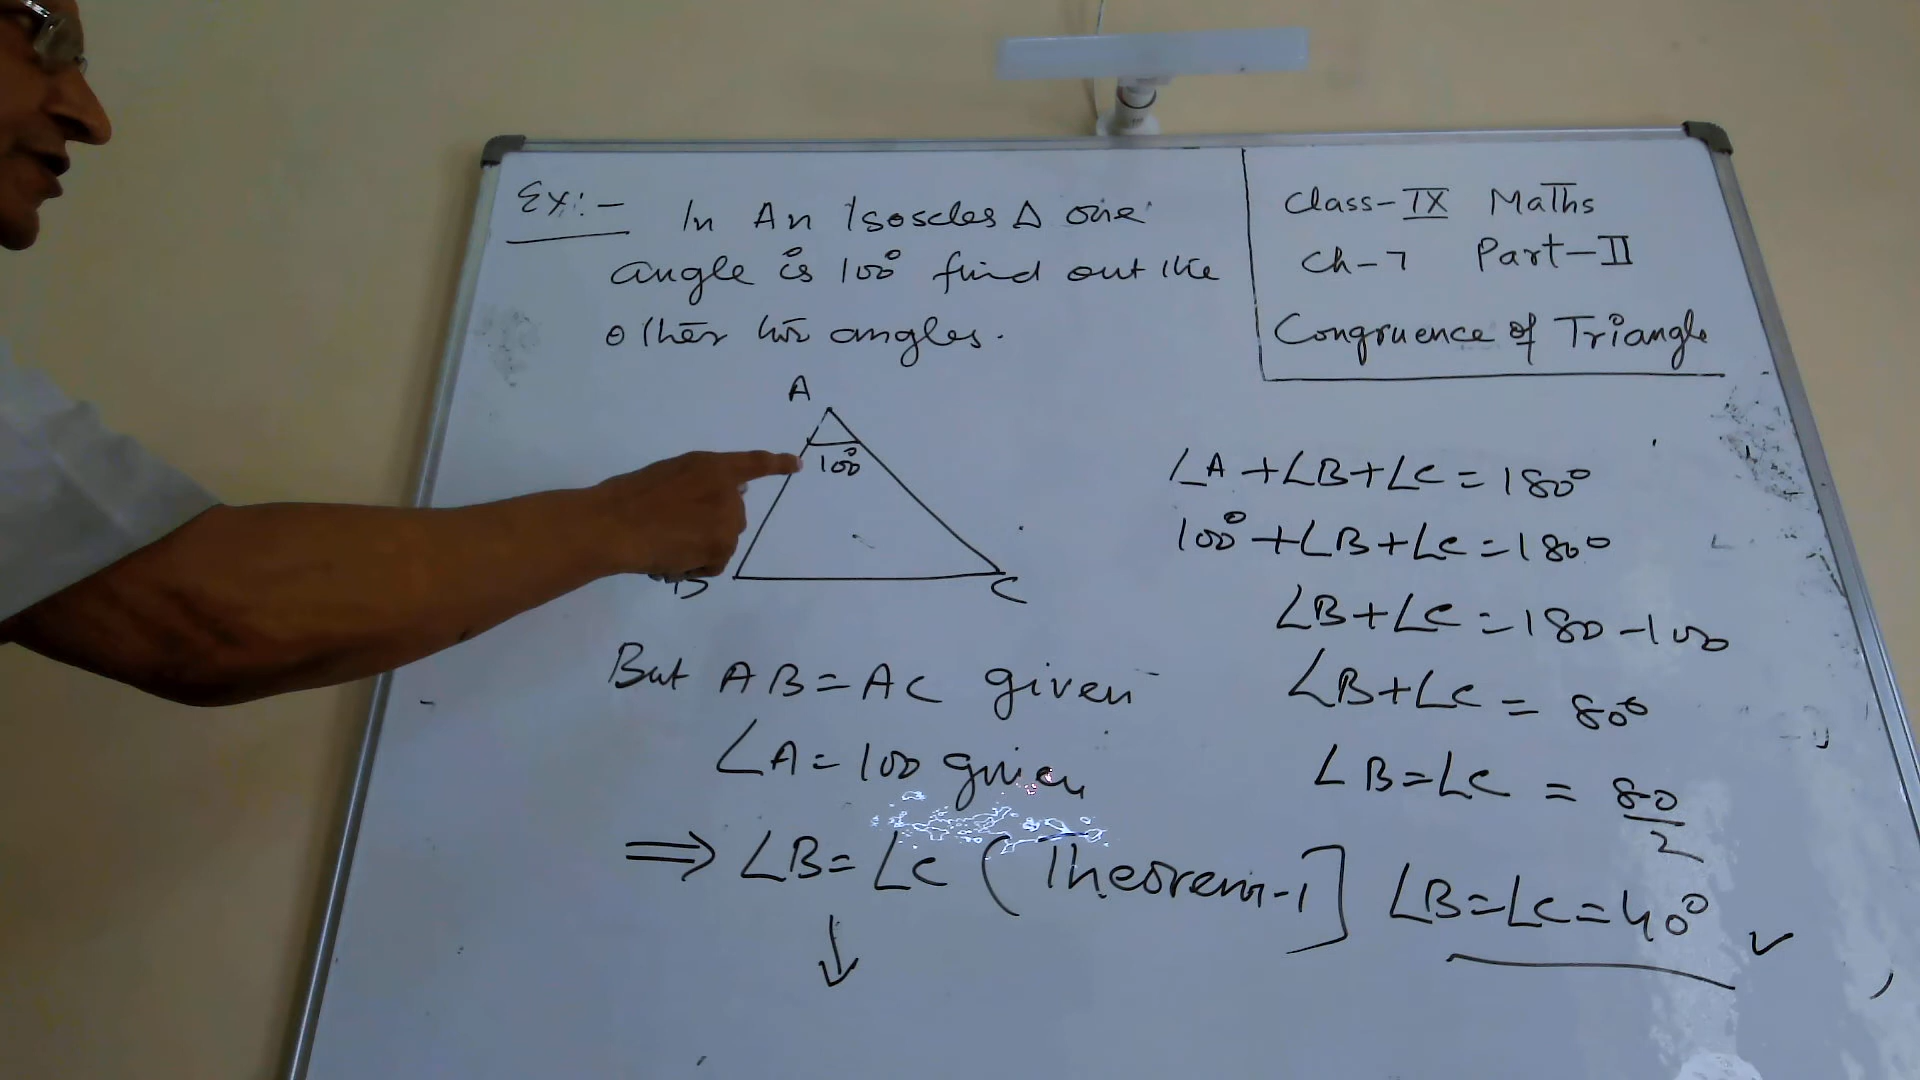 Ex:- In An Isoscles Δ one
angle is 100° find out the
other two angles.
Class-IX Maths
Ch-7 Part-II
Congruence of Triangle
A
100°
B
C
But AB=AC given
∠A=100 given
⇒ ∠B=∠C (Theorem-1]
↓
∠A+∠B+∠C=180°
100°+∠B+∠C=180
∠B+∠C=180-100
∠B+∠C=80°
∠B=∠C=80/2
∠B=∠C=40° ✓